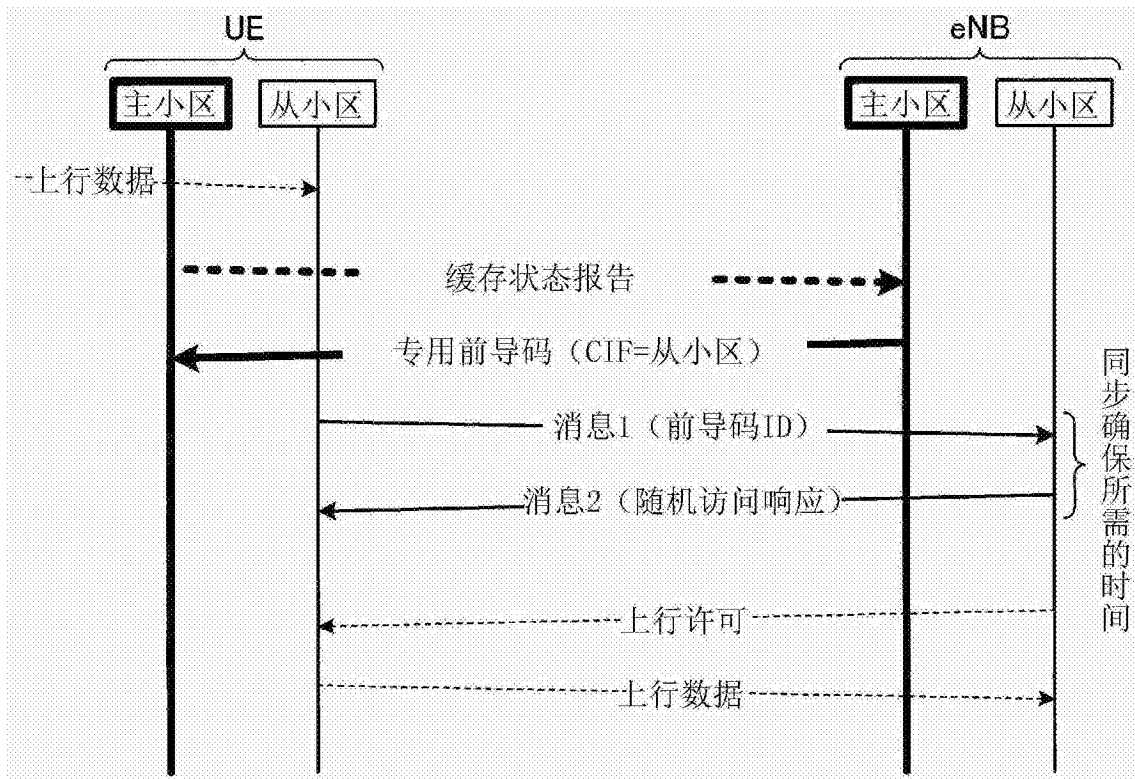 UE
eNB
主小区
从小区
主小区
从小区
上行数据
缓存状态报告
专用前导码（CIF=从小区）
消息1（前导码ID）
消息2（随机访问响应）
同步确保所需的时间
上行许可
上行数据